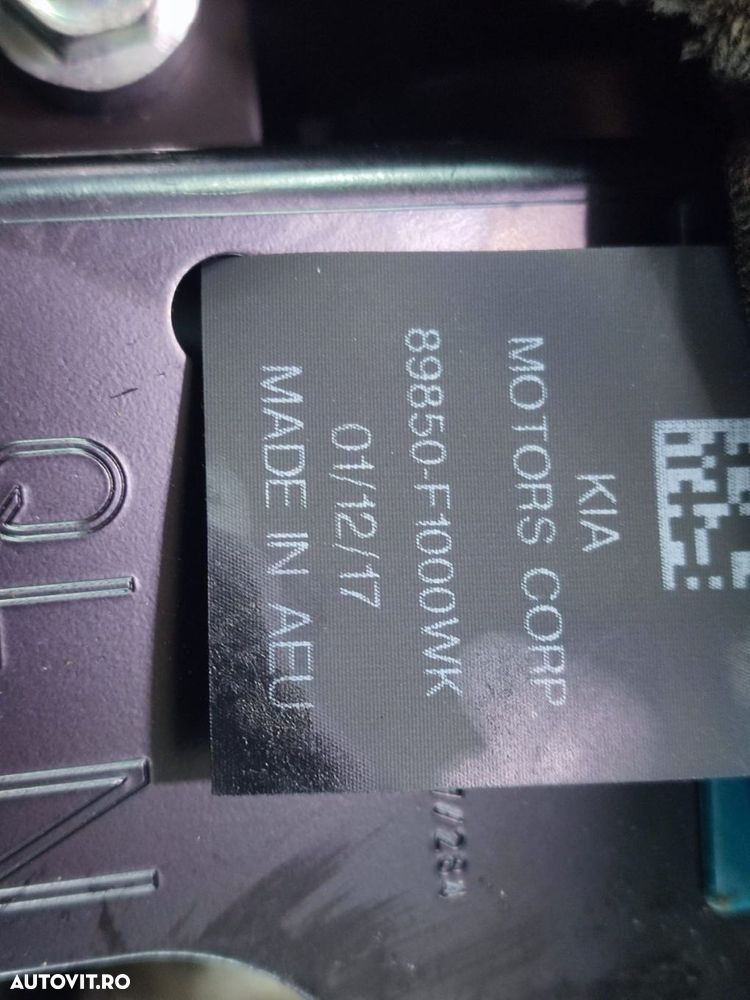 KIA
MOTORS CORP
89850-F1000WK
01/12/17
MADE IN AEU
AUTOVIT.RO